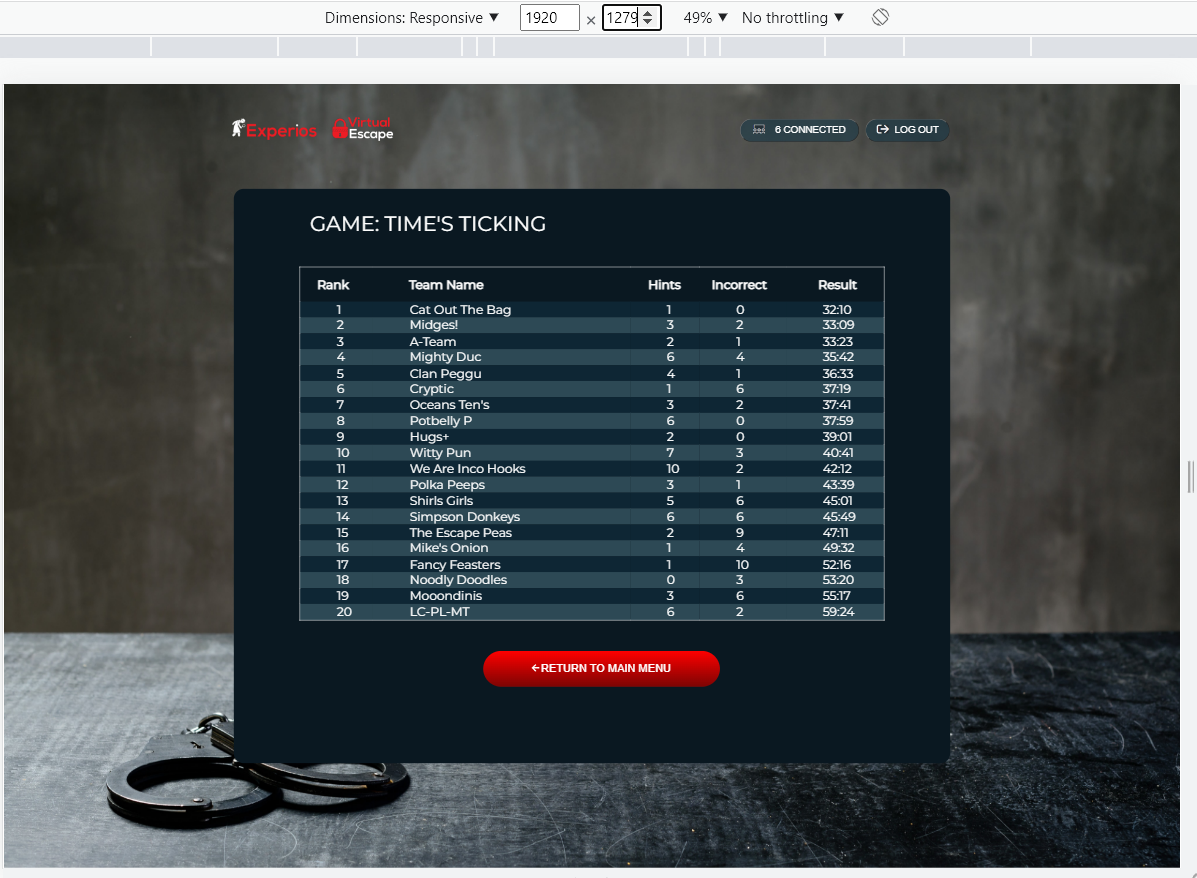 Dimensions: Responsive ▼ 1920 × 1279 49% ▼ No throttling ▼
Experios Virtual Escape 6 CONNECTED LOG OUT
GAME: TIME'S TICKING
Rank Team Name Hints Incorrect Result
1 Cat Out The Bag 1 0 32:10
2 Midges! 3 2 33:09
3 A-Team 2 1 33:23
4 Mighty Duc 6 4 35:42
5 Clan Peggu 4 1 36:33
6 Cryptic 1 6 37:19
7 Oceans Ten's 3 2 37:41
8 Potbelly P 6 0 37:59
9 Hugs+ 2 0 39:01
10 Witty Pun 7 3 40:41
11 We Are Inco Hooks 10 2 42:12
12 Polka Peeps 3 1 43:39
13 Shirls Girls 5 6 45:01
14 Simpson Donkeys 6 6 45:49
15 The Escape Peas 2 9 47:11
16 Mike's Onion 1 4 49:32
17 Fancy Feasters 1 10 52:16
18 Noodly Doodles 0 3 53:20
19 Mooondinis 3 6 55:17
20 LC-PL-MT 6 2 59:24
←RETURN TO MAIN MENU